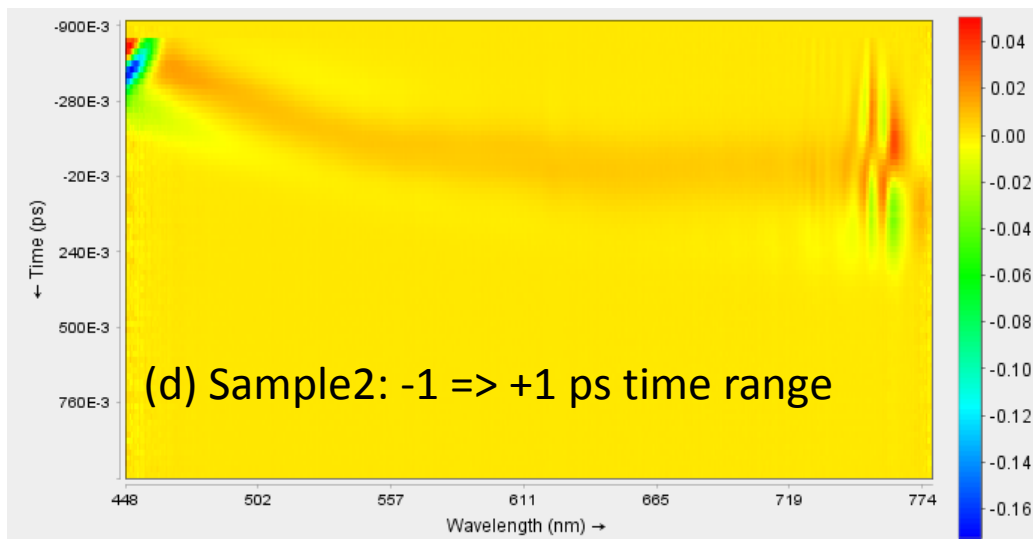 -900E-3
-280E-3
-20E-3
240E-3
500E-3
760E-3
← Time (ps)
(d) Sample2: -1 => +1 ps time range
448 502 557 611 665 719 774
Wavelength (nm) →
0.04
0.02
0.00
-0.02
-0.04
-0.06
-0.08
-0.10
-0.12
-0.14
-0.16